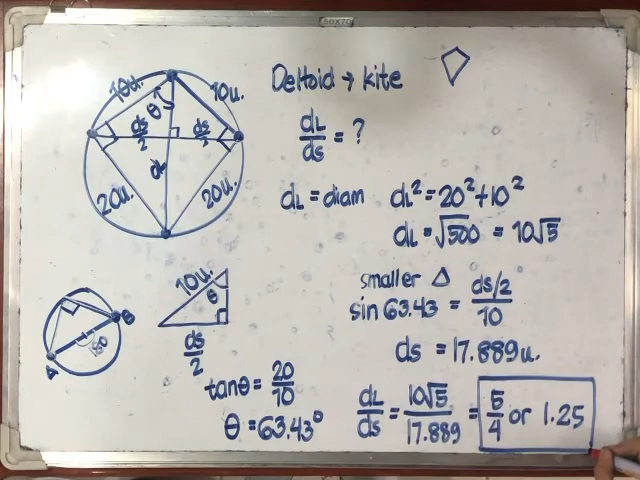 50X70
10u.
10u.
θ
ds/2
ds/2
dL
20u.
20u.
Deltoid → kite
dL/ds = ?
dL = diam
dL² = 20² + 10²
dL = √500 = 10√5
A
B
180
10u.
θ
ds/2
tanθ = 20/10
θ = 63.43°
smaller Δ
sin 63.43 = ds/2/10
ds = 17.889u.
dL/ds = 10√5/17.889 = 5/4 or 1.25